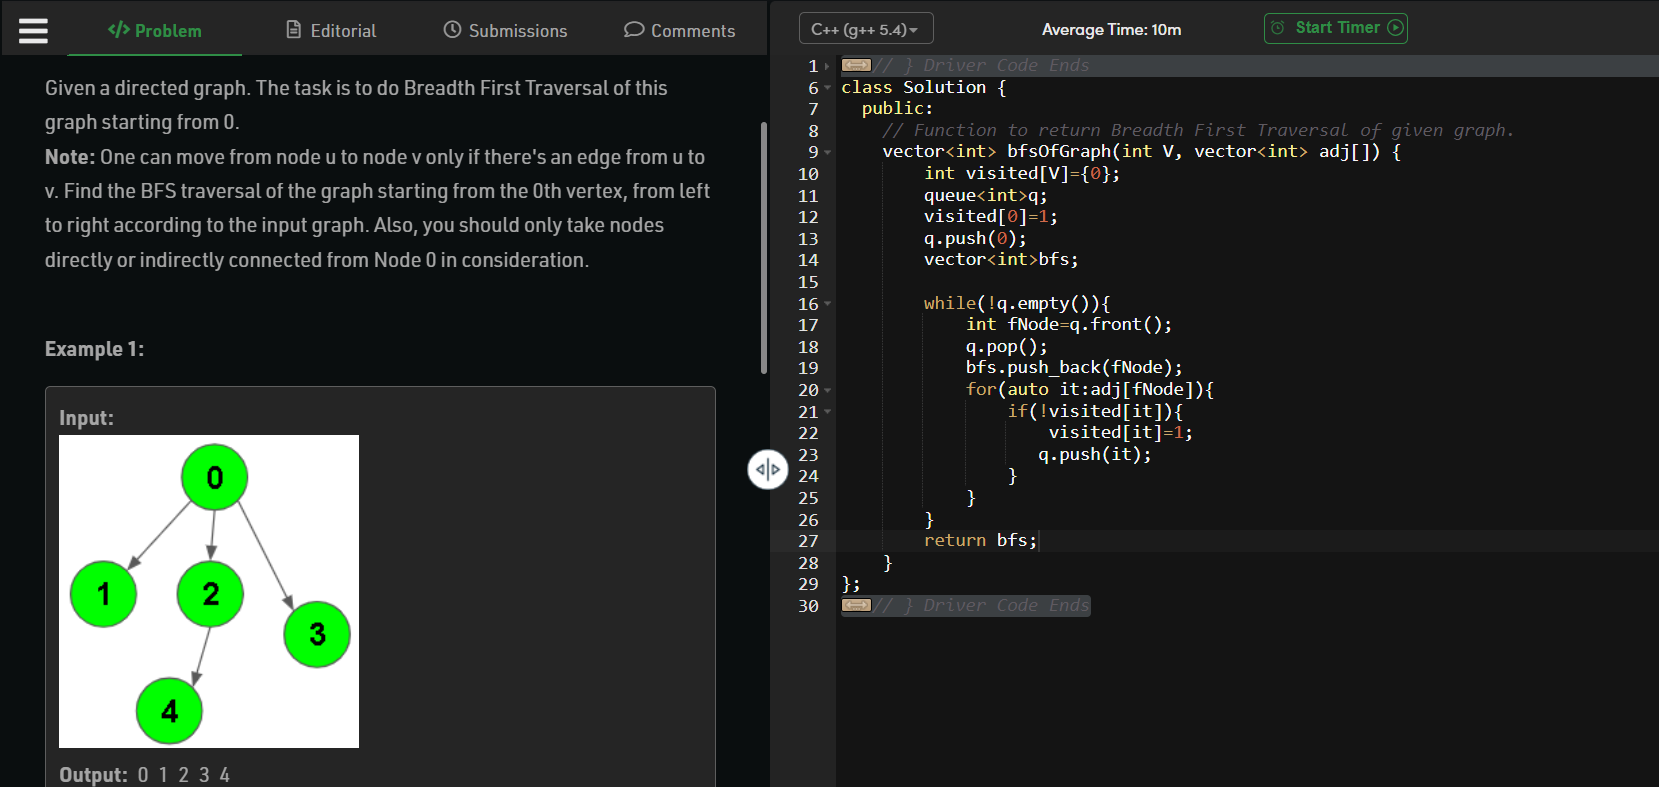 </> Problem
Editorial
Submissions
Comments
Given a directed graph. The task is to do Breadth First Traversal of this
graph starting from 0.
Note: One can move from node u to node v only if there's an edge from u to
v. Find the BFS traversal of the graph starting from the 0th vertex, from left
to right according to the input graph. Also, you should only take nodes
directly or indirectly connected from Node 0 in consideration.
Example 1:
Input:
0
1
2
3
4
Output: 0 1 2 3 4
C++ (g++ 5.4)
Average Time: 10m
Start Timer
1 // } Driver Code Ends
6 class Solution {
7 public:
8 // Function to return Breadth First Traversal of given graph.
9 vector<int> bfsOfGraph(int V, vector<int> adj[]) {
10 int visited[V]={0};
11 queue<int>q;
12 visited[0]=1;
13 q.push(0);
14 vector<int>bfs;
15
16 while(!q.empty()){
17 int fNode=q.front();
18 q.pop();
19 bfs.push_back(fNode);
20 for(auto it:adj[fNode]){
21 if(!visited[it]){
22 visited[it]=1;
23 q.push(it);
24 }
25 }
26 }
27 return bfs;
28 }
29 };
30 // } Driver Code Ends